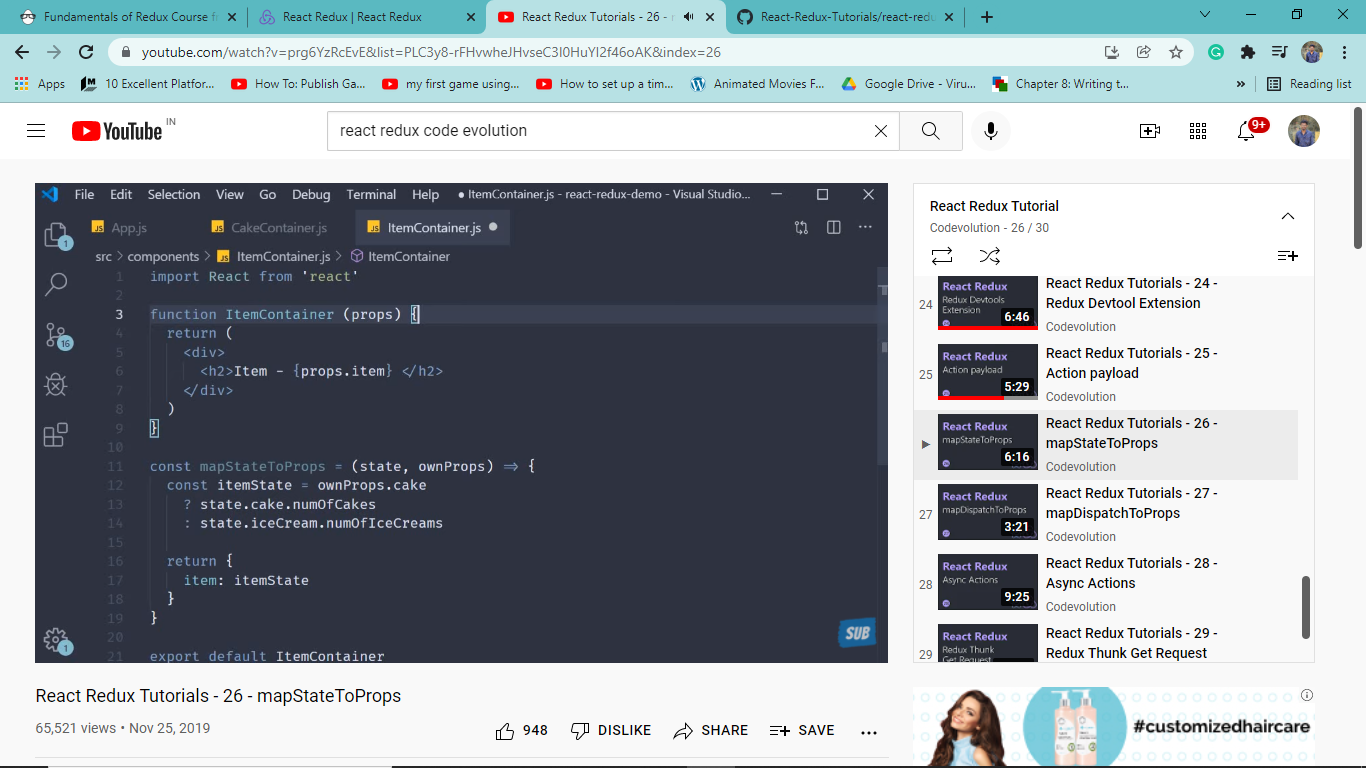 Fundamentals of Redux Course fr
React Redux | React Redux
React Redux Tutorials - 26 - m
React-Redux-Tutorials/react-redu
youtube.com/watch?v=prg6YzRcEvE&list=PLC3y8-rFHvwheJHvseC3I0HuYI2f46oAK&index=26
Apps
10 Excellent Platfor...
How To: Publish Ga...
my first game using...
How to set up a tim...
Animated Movies F...
Google Drive - Viru...
Chapter 8: Writing t...
»
Reading list
YouTube IN
react redux code evolution
9+
File Edit Selection View Go Debug Terminal Help
● ItemContainer.js - react-redux-demo - Visual Studio...
JS App.js
JS CakeContainer.js
JS ItemContainer.js ●
src > components > JS ItemContainer.js > ItemContainer
1
16
1
1 import React from 'react'
2
3 function ItemContainer (props) {
4 return (
5 <div>
6 <h2>Item - {props.item} </h2>
7 </div>
8 )
9 }
10
11 const mapStateToProps = (state, ownProps) => {
12 const itemState = ownProps.cake
13 ? state.cake.numOfCakes
14 : state.iceCream.numOfIceCreams
15
16 return {
17 item: itemState
18 }
19 }
20
21 export default ItemContainer
SUB
React Redux Tutorials - 26 - mapStateToProps
65,521 views • Nov 25, 2019
948
DISLIKE
SHARE
SAVE
React Redux Tutorial
Codevolution - 26 / 30
24
React Redux
Redux Devtools
Extension
6:46
React Redux Tutorials - 24 -
Redux Devtool Extension
Codevolution
25
React Redux
Action payload
5:29
React Redux Tutorials - 25 -
Action payload
Codevolution
React Redux
mapStateToProps
6:16
React Redux Tutorials - 26 -
mapStateToProps
Codevolution
27
React Redux
mapDispatchToProps
3:21
React Redux Tutorials - 27 -
mapDispatchToProps
Codevolution
28
React Redux
Async Actions
9:25
React Redux Tutorials - 28 -
Async Actions
Codevolution
29
React Redux
Redux Thunk
Get Request
React Redux Tutorials - 29 -
Redux Thunk Get Request
#customizedhaircare